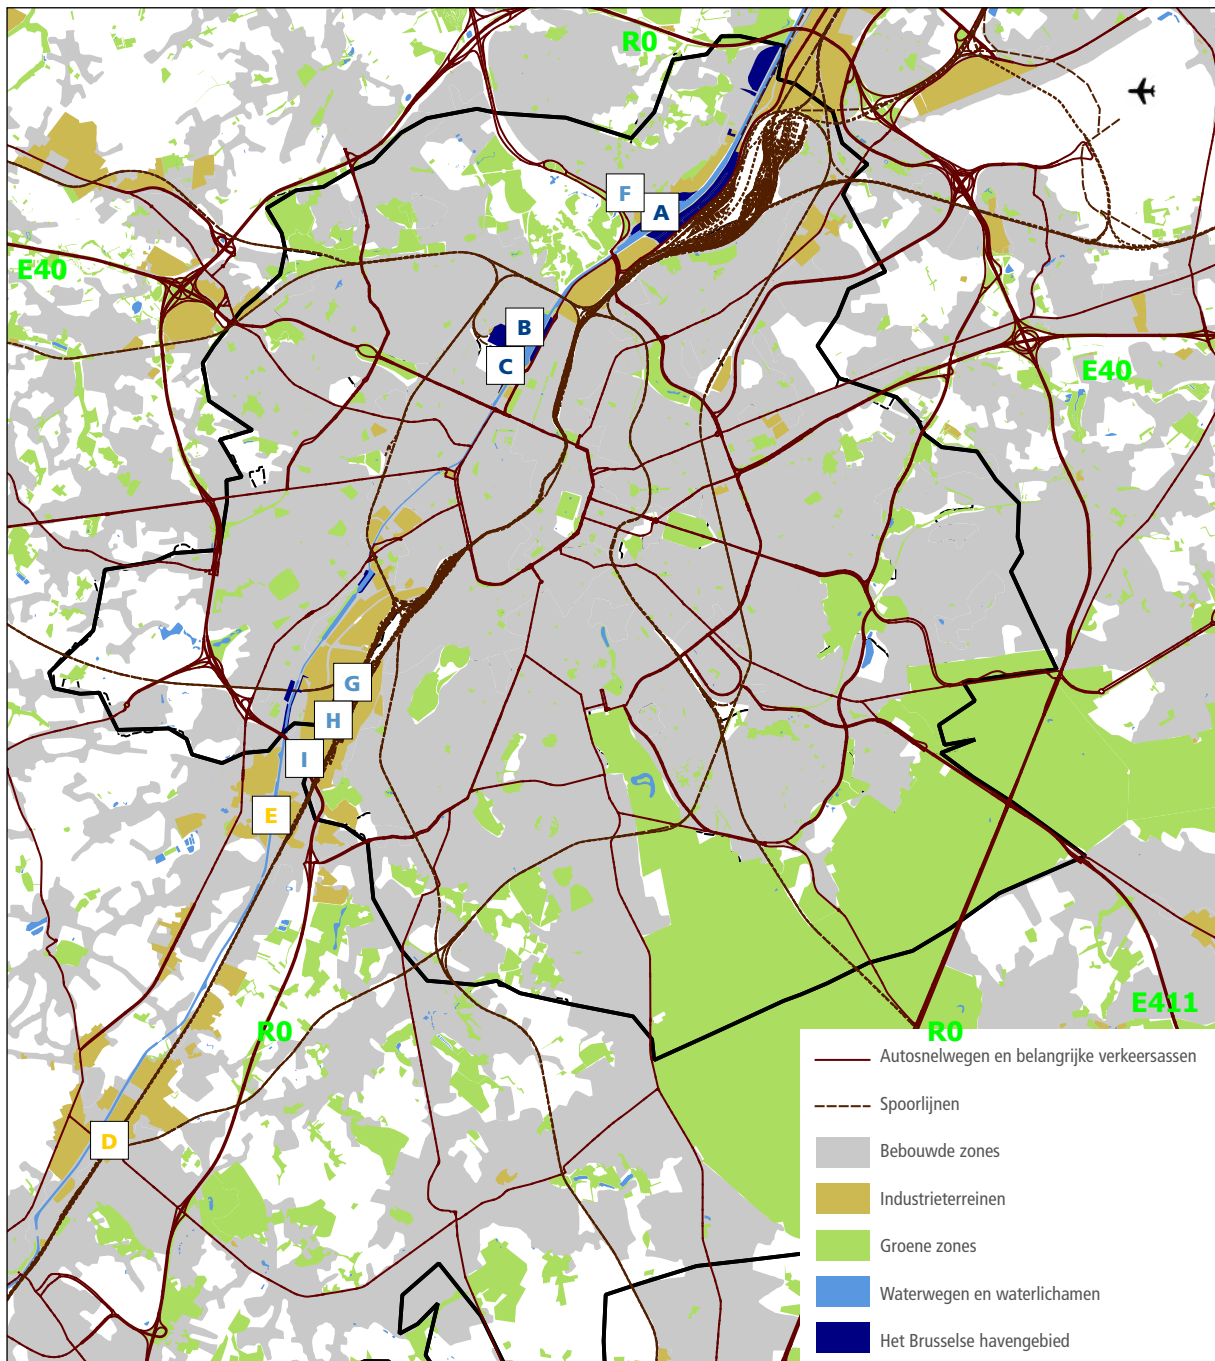 R0
F
A
E40
B
C
E40
G
H
I
E
E411
R0
R0
D
Autosnelwegen en belangrijke verkeersassen
Spoorlijnen
Bebouwde zones
Industrieterreinen
Groene zones
Waterwegen en waterlichamen
Het Brusselse havengebied